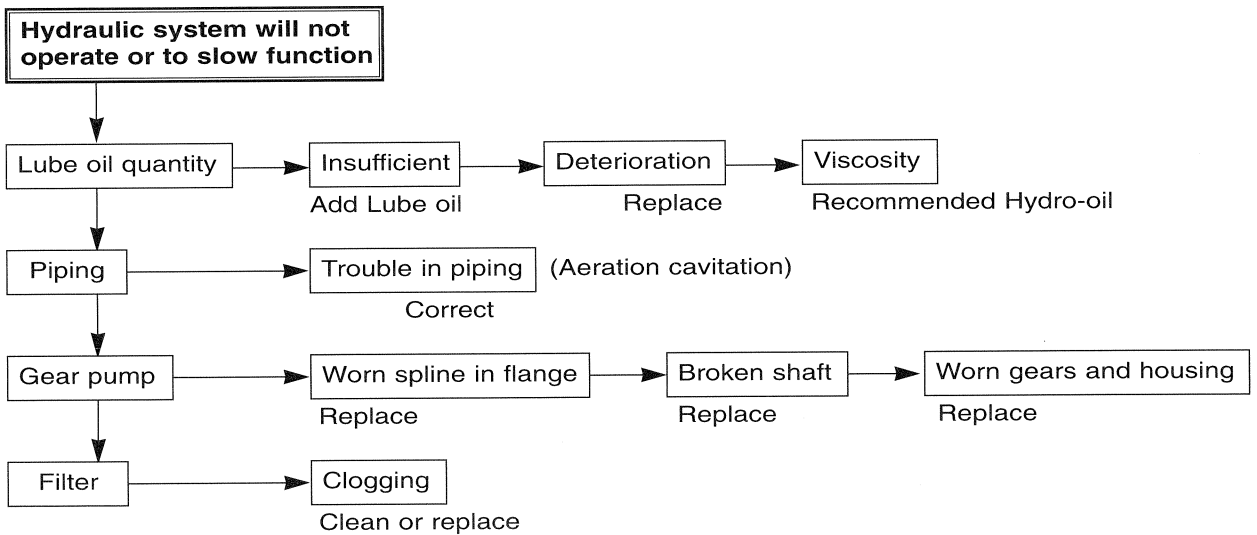 Hydraulic system will not
operate or to slow function
Lube oil quantity
Insufficient
Deterioration
Viscosity
Add Lube oil
Replace
Recommended Hydro-oil
Piping
Trouble in piping
(Aeration cavitation)
Correct
Gear pump
Worn spline in flange
Broken shaft
Worn gears and housing
Replace
Replace
Replace
Filter
Clogging
Clean or replace